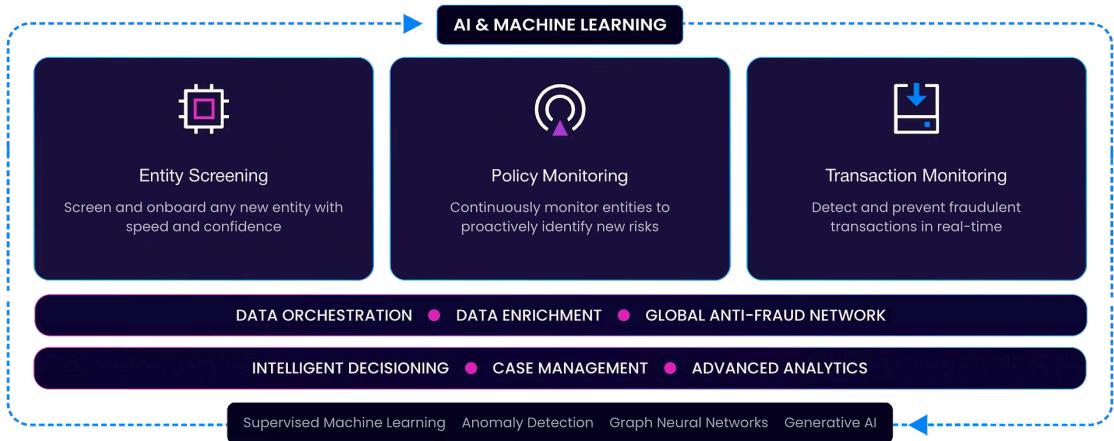 AI & MACHINE LEARNING
Entity Screening
Screen and onboard any new entity with
speed and confidence
Policy Monitoring
Continuously monitor entities to
proactively identify new risks
Transaction Monitoring
Detect and prevent fraudulent
transactions in real-time
DATA ORCHESTRATION DATA ENRICHMENT GLOBAL ANTI-FRAUD NETWORK
INTELLIGENT DECISIONING CASE MANAGEMENT ADVANCED ANALYTICS
Supervised Machine Learning Anomaly Detection Graph Neural Networks Generative AI